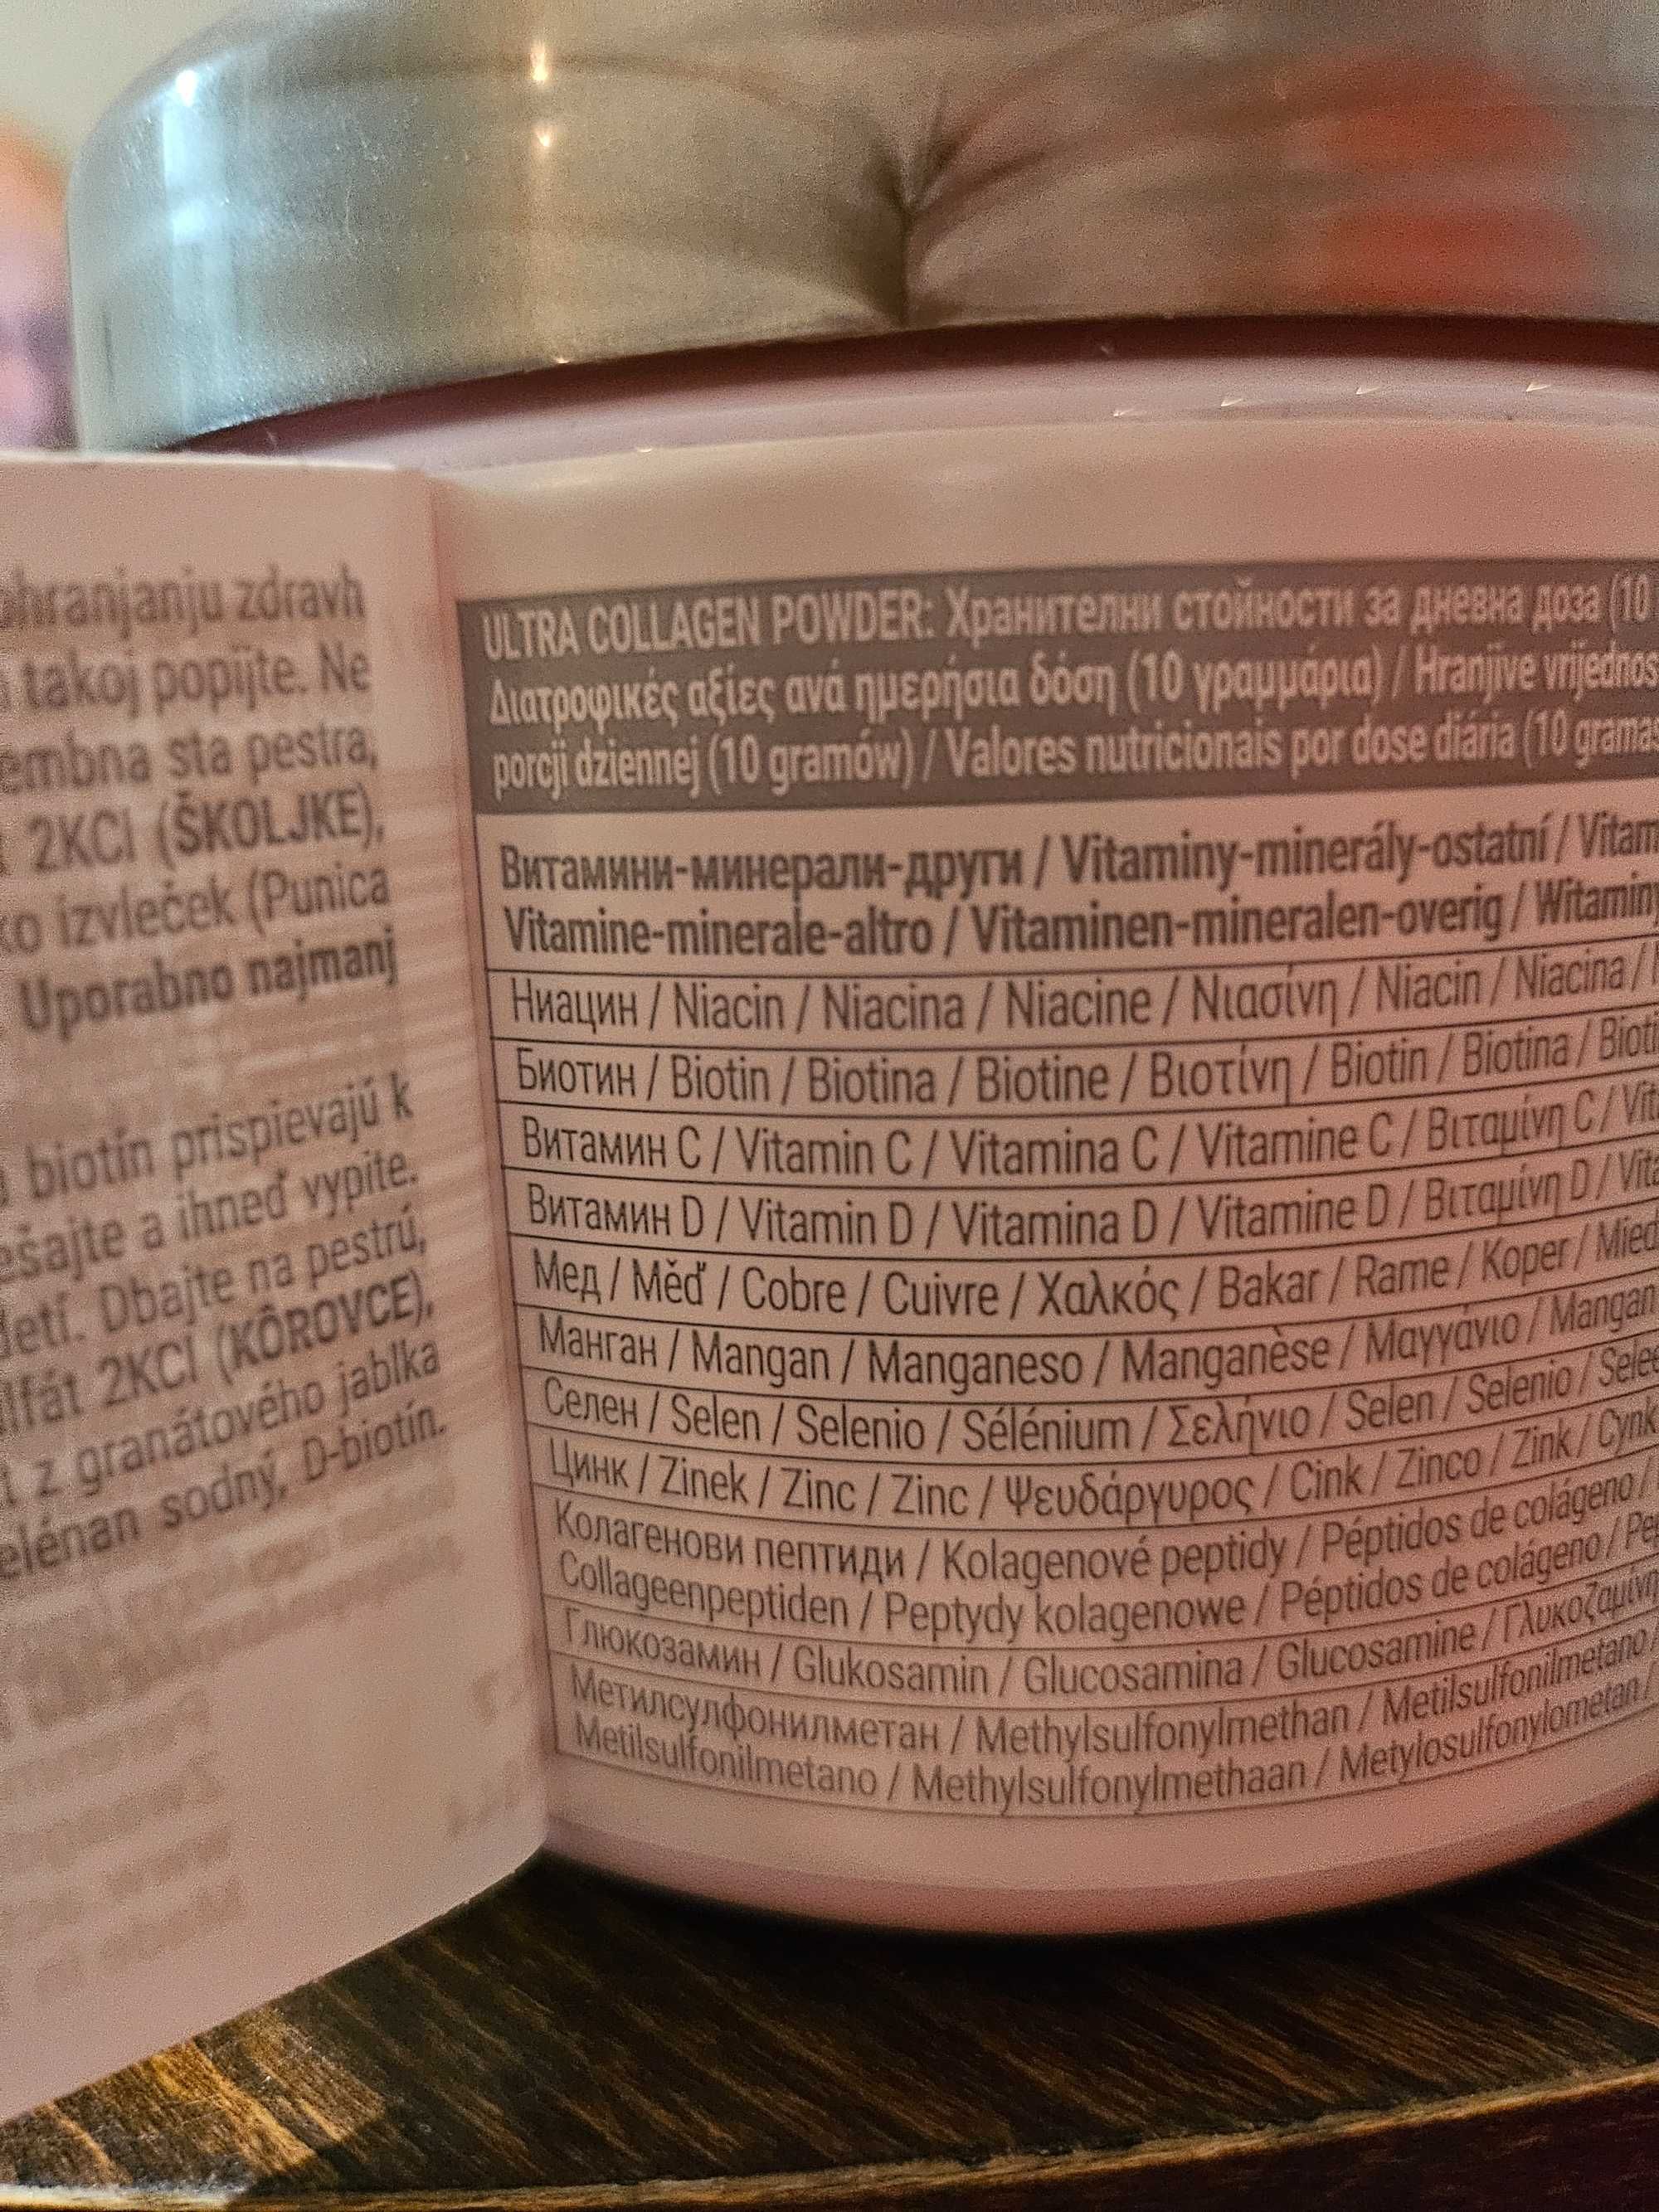 zdravh
takoj popijte. Ne
sta pestra,
2KCl (ŠKOLJKE),
izvleček (Punica
Uporabno najmanj
biotín prispievajú k
a ihneď vypite.
Dbajte na pestrú,
2KCl (KÔROVCE),
z granátového jablka
sodný, D-biotín.
ULTRA COLLAGEN POWDER: Хранителни стойности за дневна доза (10
Διατροφικές αξίες ανά ημερήσια δόση (10 γραμμάρια) / Hranjive vrijednos
porcji dziennej (10 gramów) / Valores nutricionais por dose diária (10 gramas
Витамини-минерали-други / Vitaminy-minerály-ostatní / Vitam
Vitamine-minerale-altro / Vitaminen-mineralen-overig / Witaminy
Ниацин / Niacin / Niacina / Niacine / Νιασίνη / Niacin / Niacina /
Биотин / Biotin / Biotina / Biotine / Βιοτίνη / Biotin / Biotina / Bioti
Витамин C / Vitamin C / Vitamina C / Vitamine C / Βιταμίνη C / Vit
Витамин D / Vitamin D / Vitamina D / Vitamine D / Βιταμίνη D / Vita
Мед / Měď / Cobre / Cuivre / Χαλκός / Bakar / Rame / Koper / Mied
Манган / Mangan / Manganeso / Manganèse / Μαγγάνιο / Mangan
Селен / Selen / Selenio / Sélénium / Σελήνιο / Selen / Selenio / Sele
Цинк / Zinek / Zinc / Zinc / Ψευδάργυρος / Cink / Zinco / Zink / Cynk
Колагенови пептиди / Kolagenové peptidy / Péptidos de colágeno /
Collageenpeptiden / Peptydy kolagenowe / Péptidos de colágeno / Pe
Глюкозамин / Glukosamin / Glucosamina / Glucosamine / Γλυκοζαμίνη
Метилсулфонилметан / Methylsulfonylmethan / Metilsulfonilmetano /
Metilsulfonilmetano / Methylsulfonylmethaan / Metylosulfonylometan /